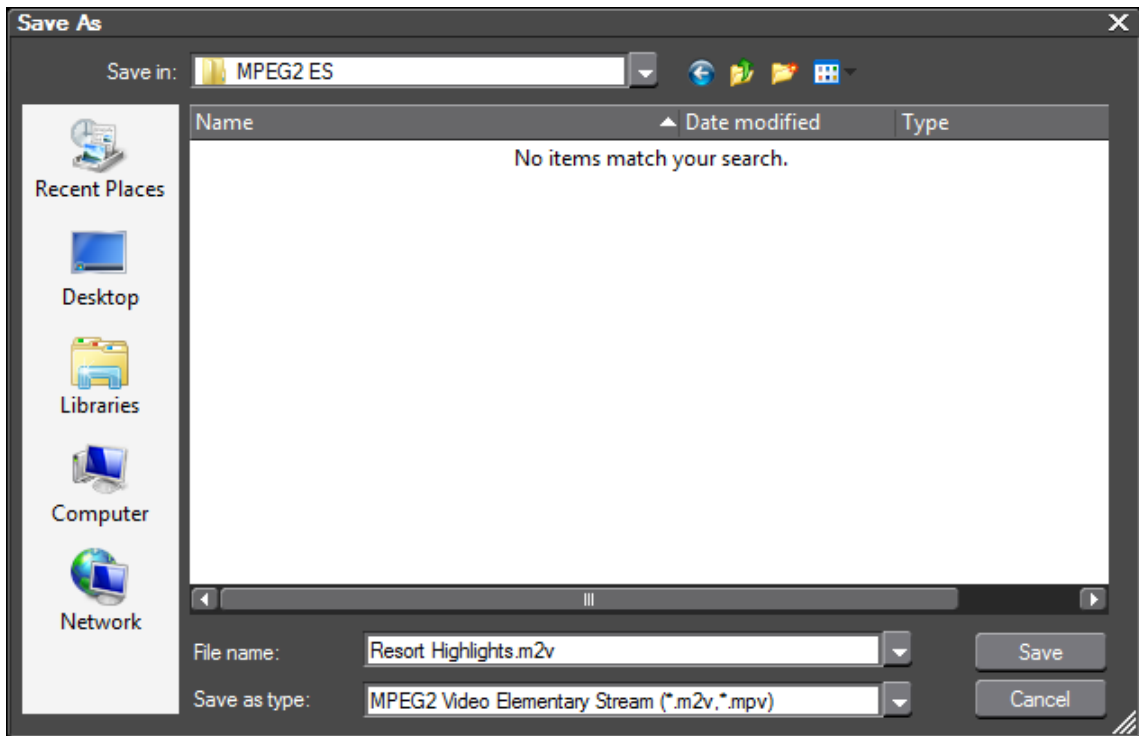 Save As
Save in:
MPEG2 ES
Name
Date modified
Type
No items match your search.
Recent Places
Desktop
Libraries
Computer
Network
File name:
Resort Highlights.m2v
Save
Save as type:
MPEG2 Video Elementary Stream (*.m2v,*.mpv)
Cancel